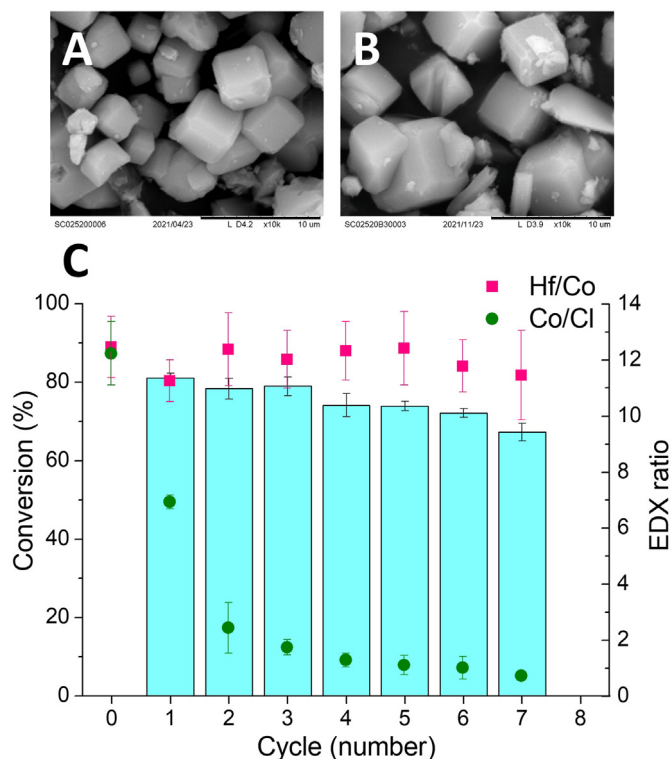 A
B
SC025200006 2021/04/23 L D4.2 x10k 10 um
SC02520B30003 2021/11/23 L D3.9 x10k 10 um
C
Hf/Co
Co/Cl
Conversion (%)
100
80
60
40
20
0
EDX ratio
14
12
10
8
6
4
2
0
0 1 2 3 4 5 6 7 8
Cycle (number)